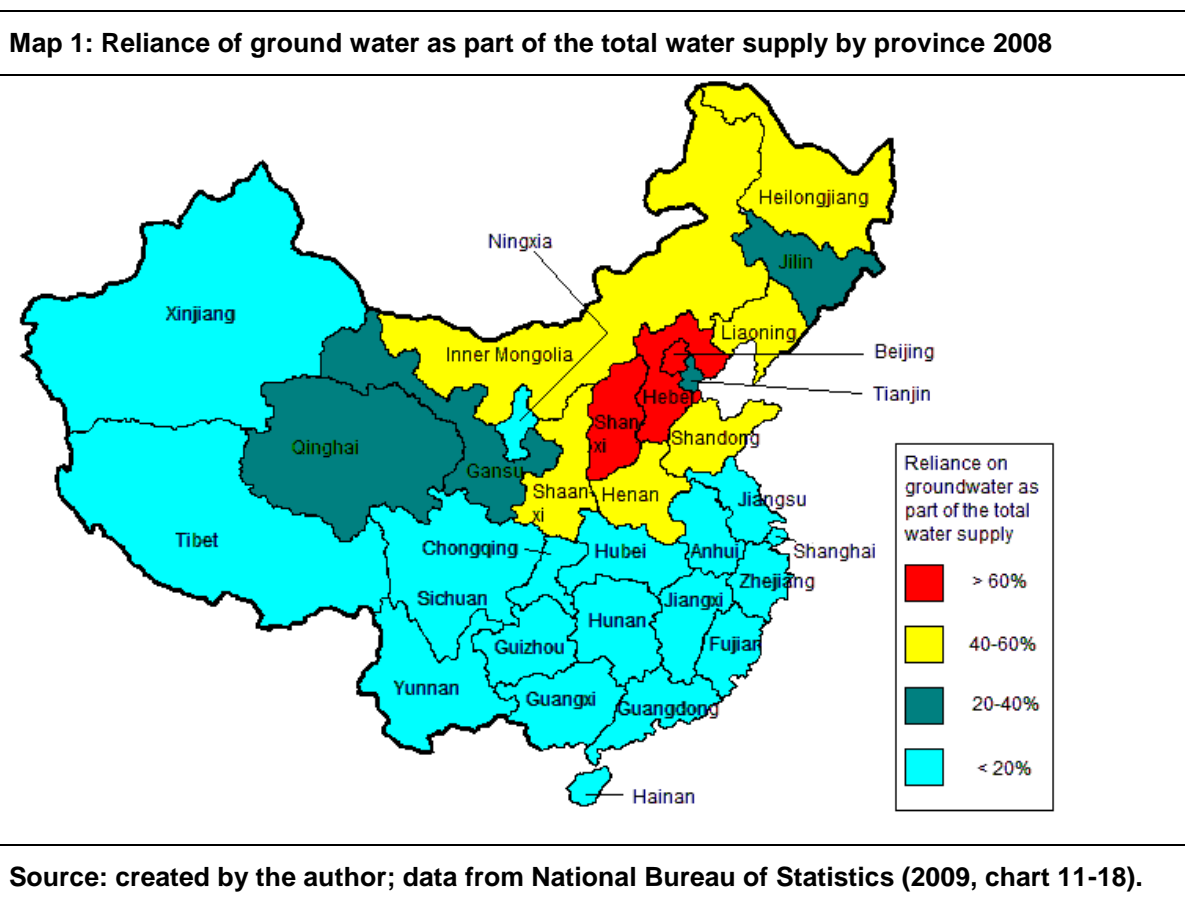 Map 1: Reliance of ground water as part of the total water supply by province 2008
Heilongjiang
Ningxia
Jilin
Xinjiang
Liaoning
Inner Mongolia
Beijing
Tianjin
Hebei
Shan
xi
Shandong
Qinghai
Gansu
Shaan
xi
Henan
Jiangsu
Tibet
Chongqing
Hubei
Anhui
Shanghai
Zhejiang
Sichuan
Jiangxi
Hunan
Guizhou
Fujian
Yunnan
Guangxi
Guangdong
Hainan
Reliance on
groundwater as
part of the total
water supply
> 60%
40-60%
20-40%
< 20%
Source: created by the author; data from National Bureau of Statistics (2009, chart 11-18).